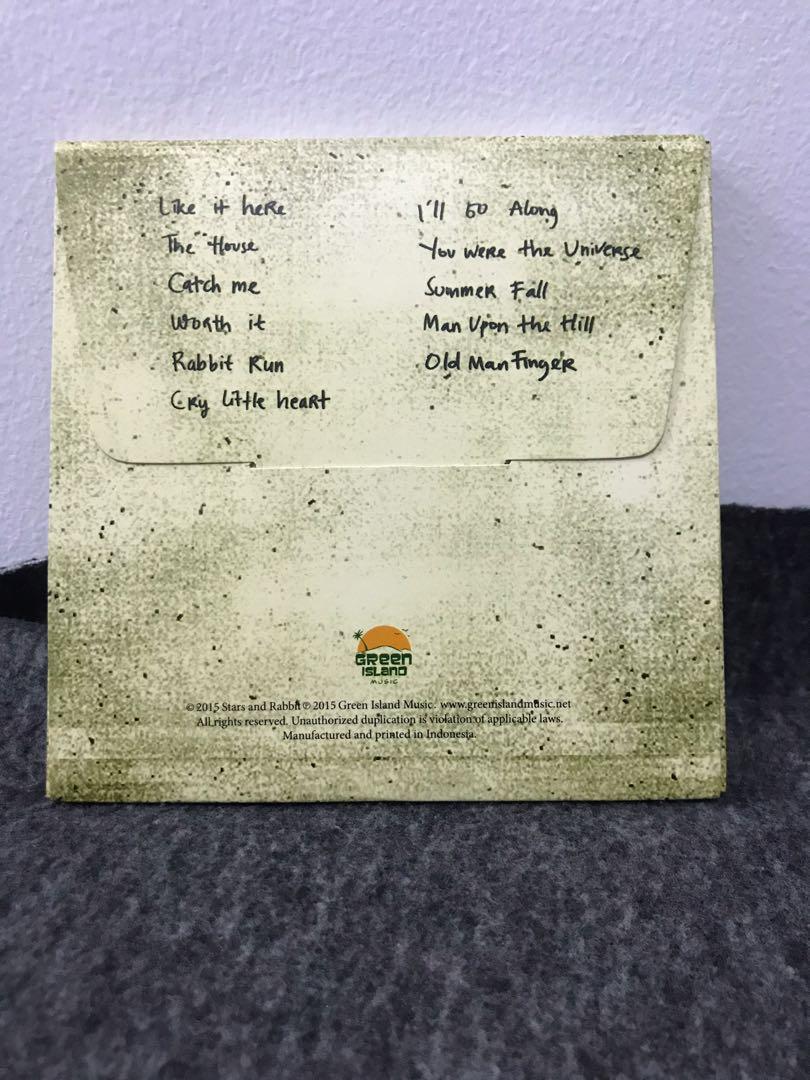 Like it here
The House
Catch me
Worth it
Rabbit Run
Cry Little heart
I'll Go Along
You were the Universe
Summer Fall
Man Upon the Hill
Old Man Finger
GREEN
ISLAND
MUSIC
© 2015 Stars and Rabbit ℗ 2015 Green Island Music. www.greenislandmusic.net
All rights reserved. Unauthorized duplication is violation of applicable laws.
Manufactured and printed in Indonesia.